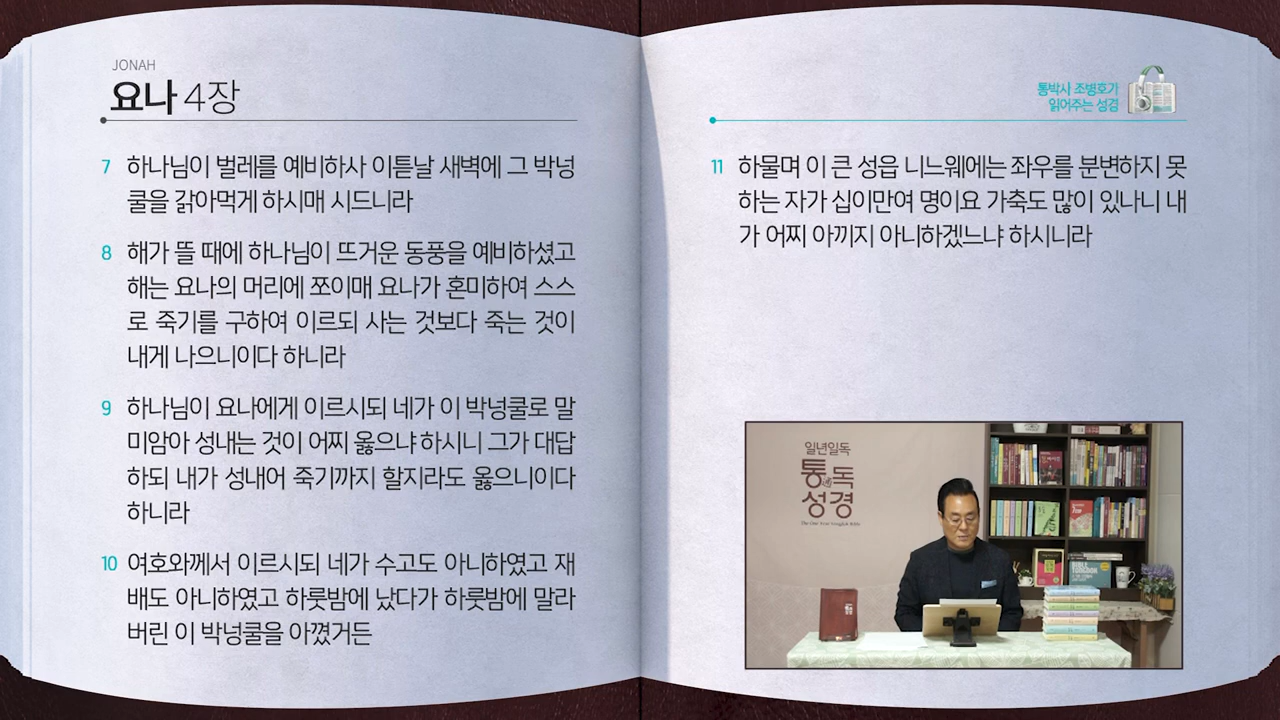 JONAH
요나 4장
7 하나님이 벌레를 예비하사 이튿날 새벽에 그 박넝
쿨을 갉아먹게 하시매 시드니라
8 해가 뜰 때에 하나님이 뜨거운 동풍을 예비하셨고
해는 요나의 머리에 쪼이매 요나가 혼미하여 스스
로 죽기를 구하여 이르되 사는 것보다 죽는 것이
내게 나으니이다 하니라
9 하나님이 요나에게 이르시되 네가 이 박넝쿨로 말
미암아 성내는 것이 어찌 옳으냐 하시니 그가 대답
하되 내가 성내어 죽기까지 할지라도 옳으니이다
하니라
10 여호와께서 이르시되 네가 수고도 아니하였고 재
배도 아니하였고 하룻밤에 났다가 하룻밤에 말라
버린 이 박넝쿨을 아꼈거든
통박사 조병호가
읽어주는 성경
11 하물며 이 큰 성읍 니느웨에는 좌우를 분변하지 못
하는 자가 십이만여 명이요 가축도 많이 있나니 내
가 어찌 아끼지 아니하겠느냐 하시니라
일년일독
통독
성경
BIBLE